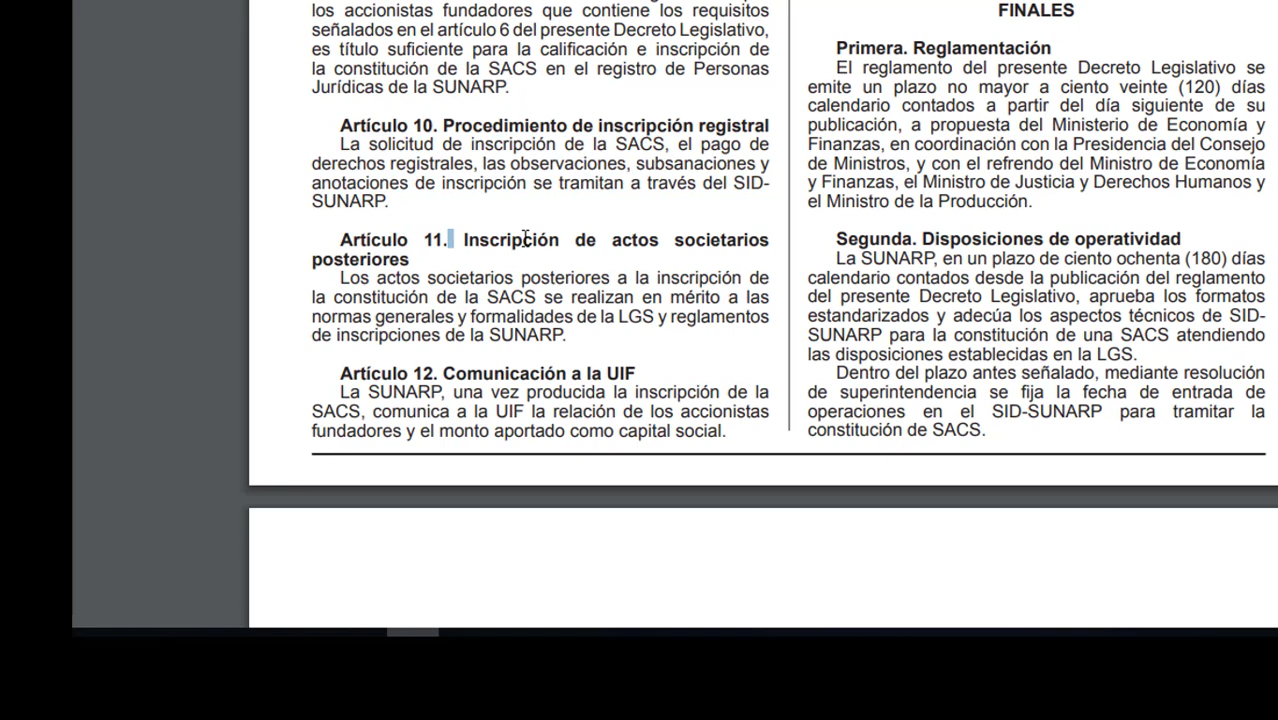 los accionistas fundadores que contiene los requisitos
señalados en el artículo 6 del presente Decreto Legislativo,
es título suficiente para la calificación e inscripción de
la constitución de la SACS en el registro de Personas
Jurídicas de la SUNARP.
Artículo 10. Procedimiento de inscripción registral
La solicitud de inscripción de la SACS, el pago de
derechos registrales, las observaciones, subsanaciones y
anotaciones de inscripción se tramitan a través del SID-
SUNARP.
Artículo 11. Inscripción de actos societarios
posteriores
Los actos societarios posteriores a la inscripción de
la constitución de la SACS se realizan en mérito a las
normas generales y formalidades de la LGS y reglamentos
de inscripciones de la SUNARP.
Artículo 12. Comunicación a la UIF
La SUNARP, una vez producida la inscripción de la
SACS, comunica a la UIF la relación de los accionistas
fundadores y el monto aportado como capital social.
FINALES
Primera. Reglamentación
El reglamento del presente Decreto Legislativo se
emite un plazo no mayor a ciento veinte (120) días
calendario contados a partir del día siguiente de su
publicación, a propuesta del Ministerio de Economía y
Finanzas, en coordinación con la Presidencia del Consejo
de Ministros, y con el refrendo del Ministro de Economía
y Finanzas, el Ministro de Justicia y Derechos Humanos y
el Ministro de la Producción.
Segunda. Disposiciones de operatividad
La SUNARP, en un plazo de ciento ochenta (180) días
calendario contados desde la publicación del reglamento
del presente Decreto Legislativo, aprueba los formatos
estandarizados y adecúa los aspectos técnicos de SID-
SUNARP para la constitución de una SACS atendiendo
las disposiciones establecidas en la LGS.
Dentro del plazo antes señalado, mediante resolución
de superintendencia se fija la fecha de entrada de
operaciones en el SID-SUNARP para tramitar la
constitución de SACS.